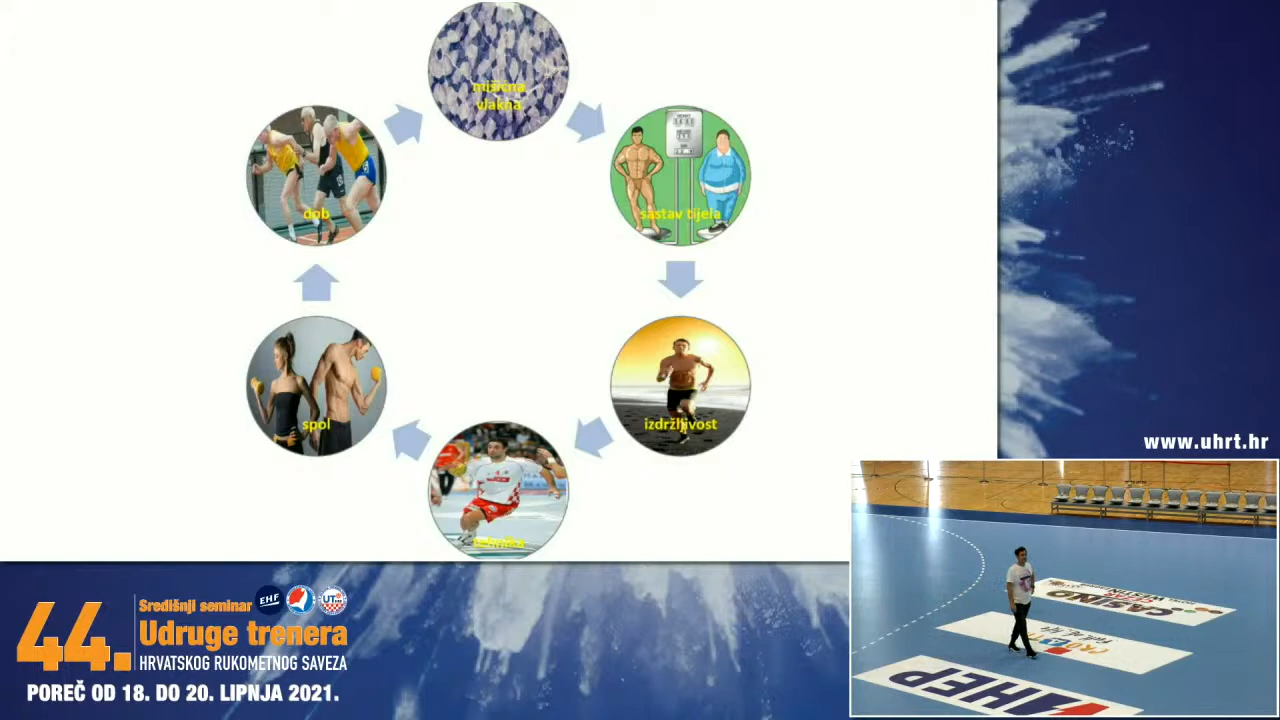 mišićna
vlakna
dob
sastav tijela
spol
izdržljivost
tehnika
www.uhrt.hr
44.
Središnji seminar
EHF
Udruge trenera
HRVATSKOG RUKOMETNOG SAVEZA
POREČ OD 18. DO 20. LIPNJA 2021.
CASINO
HEP